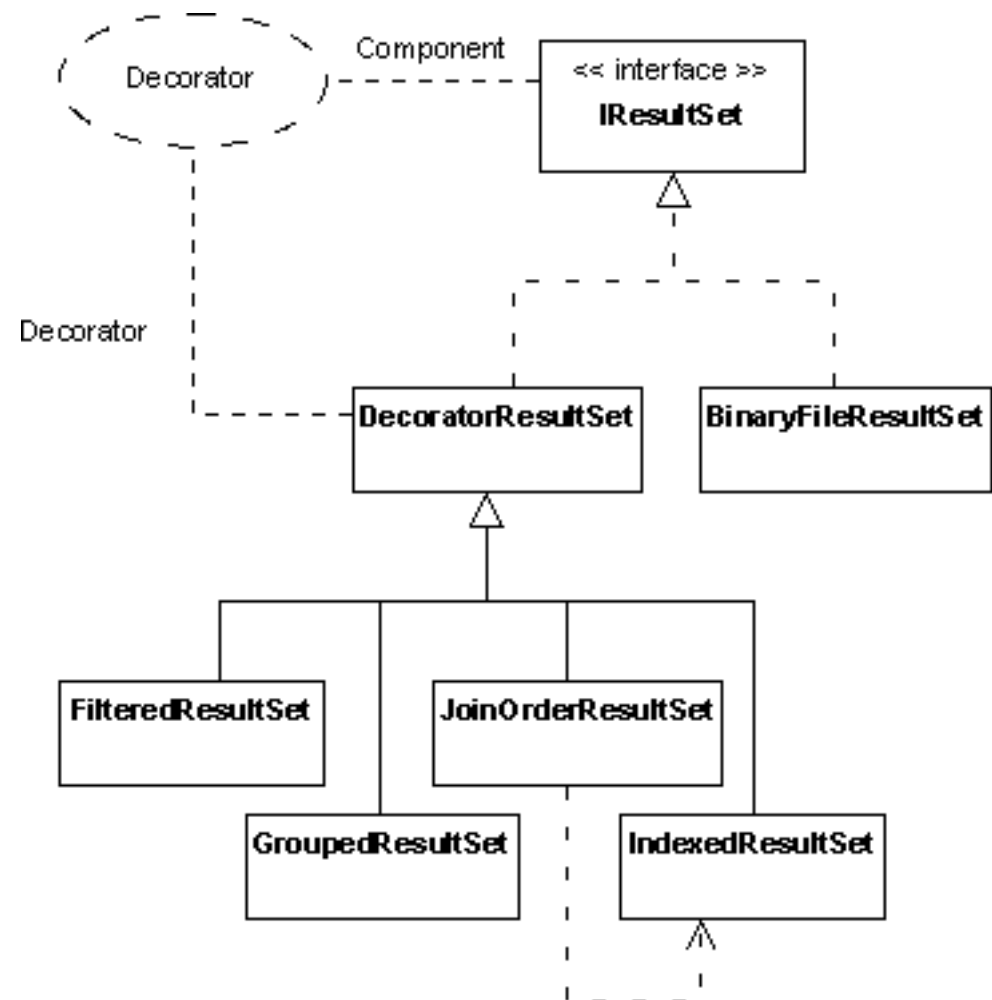 Component
Decorator
<< interface >>
IResultSet
Decorator
DecoratorResultSet
BinaryFileResultSet
FilteredResultSet
JoinOrderResultSet
GroupedResultSet
IndexedResultSet